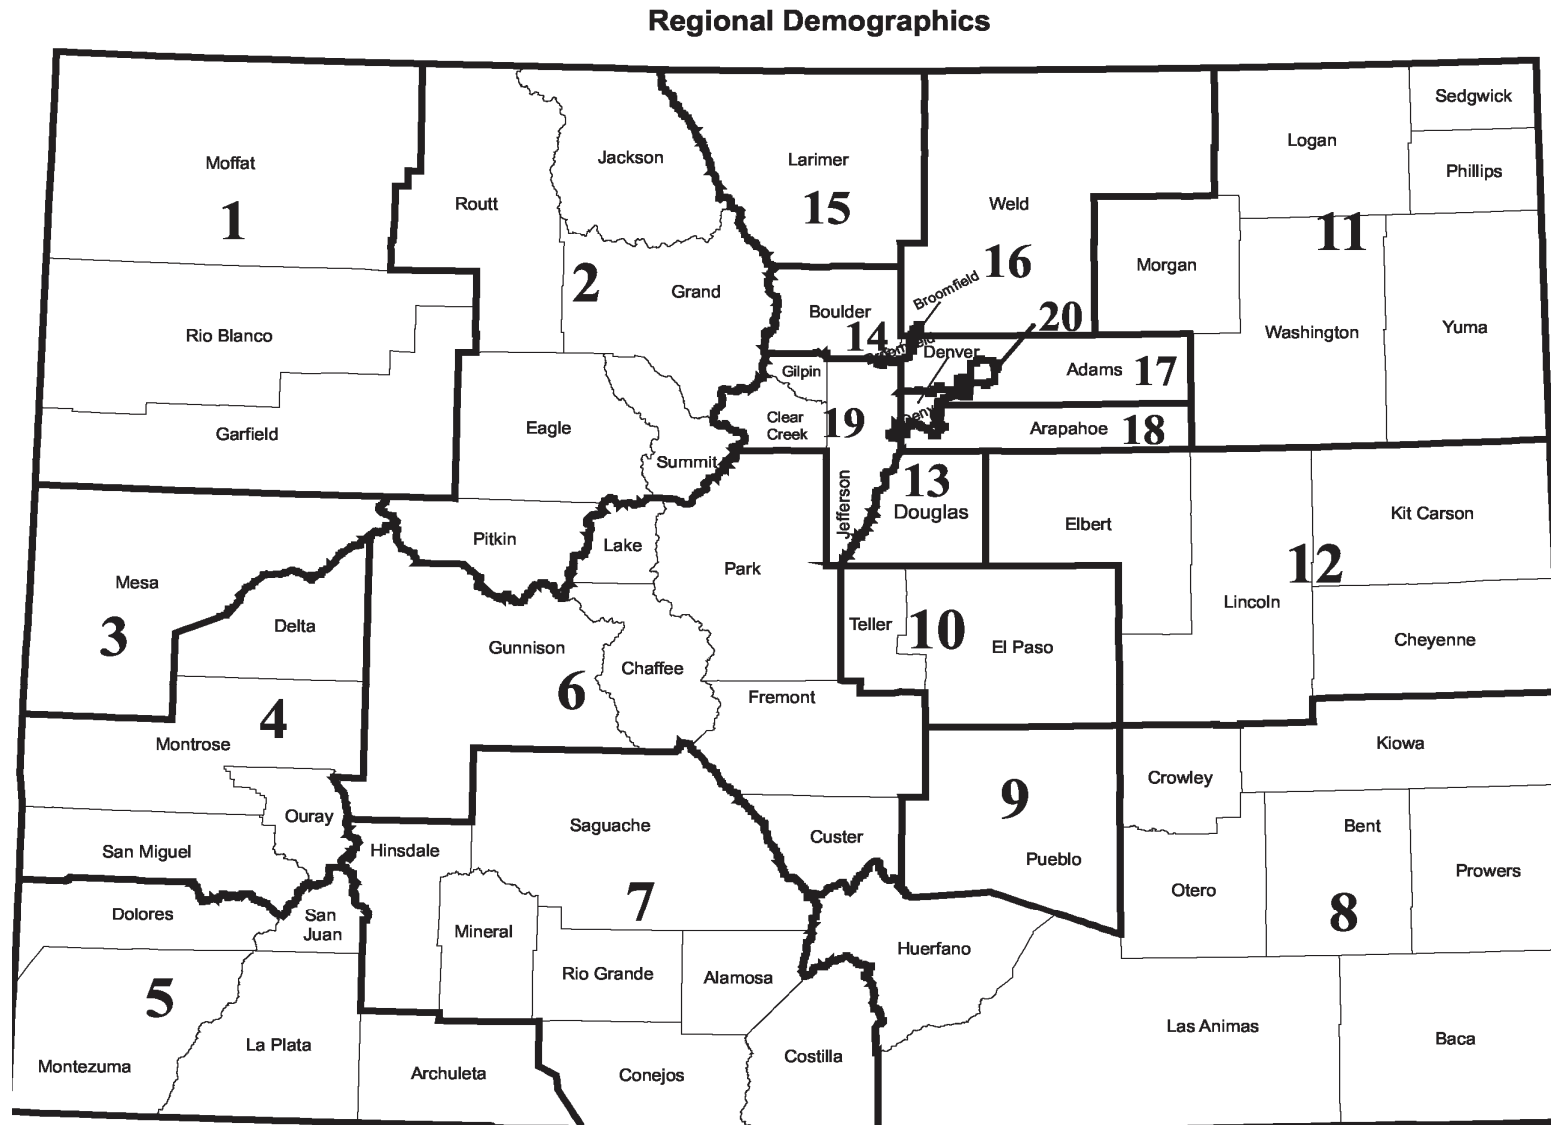 Regional Demographics
Sedgwick
Logan
Moffat
Jackson
Larimer
Phillips
1
Routt
15
Weld
11
2
16
Morgan
Grand
Broomfield
Rio Blanco
Boulder
20
Washington
Yuma
14
Broomfield
Denver
Gilpin
Adams
17
Garfield
Eagle
Clear
Creek
19
Denv
Arapahoe
18
Summit
13
Jefferson
Douglas
Elbert
Kit Carson
Pitkin
Lake
Park
12
Mesa
Lincoln
3
Delta
Teller
10
Cheyenne
Gunnison
El Paso
Chaffee
6
Fremont
4
Montrose
Kiowa
Crowley
9
Ouray
Saguache
Bent
Custer
San Miguel
Hinsdale
Pueblo
Prowers
Otero
7
8
Dolores
San
Juan
Mineral
Huerfano
Rio Grande
Alamosa
5
La Plata
Las Animas
Baca
Montezuma
Archuleta
Conejos
Costilla